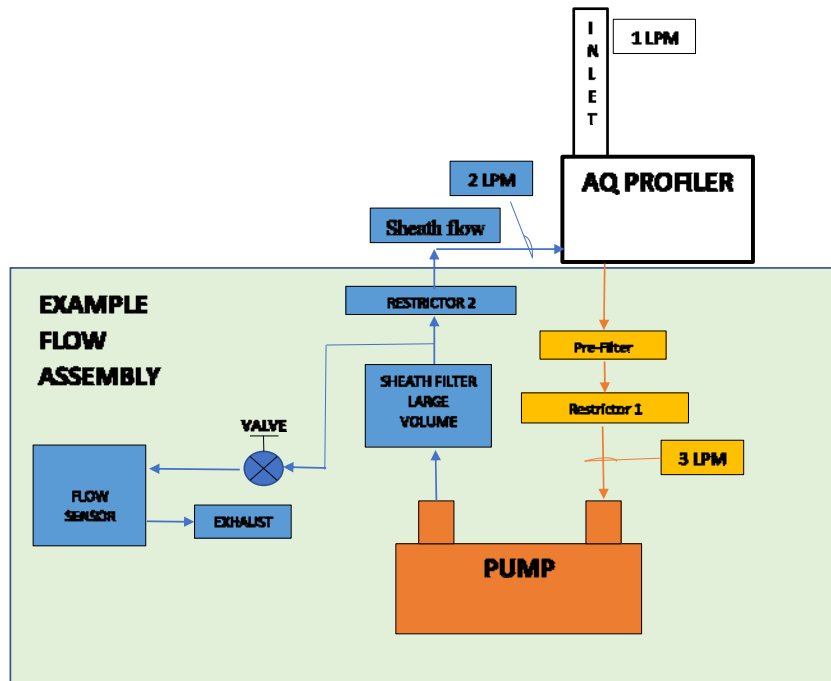 I
N
L
E
T
1 LPM
2 LPM
AQ PROFILER
Sheath flow
EXAMPLE
FLOW
ASSEMBLY
RESTRICTOR 2
Pre-Filter
SHEATH FILTER
LARGE
VOLUME
Restrictor 1
VALVE
3 LPM
FLOW
SENSOR
EXHAUST
PUMP